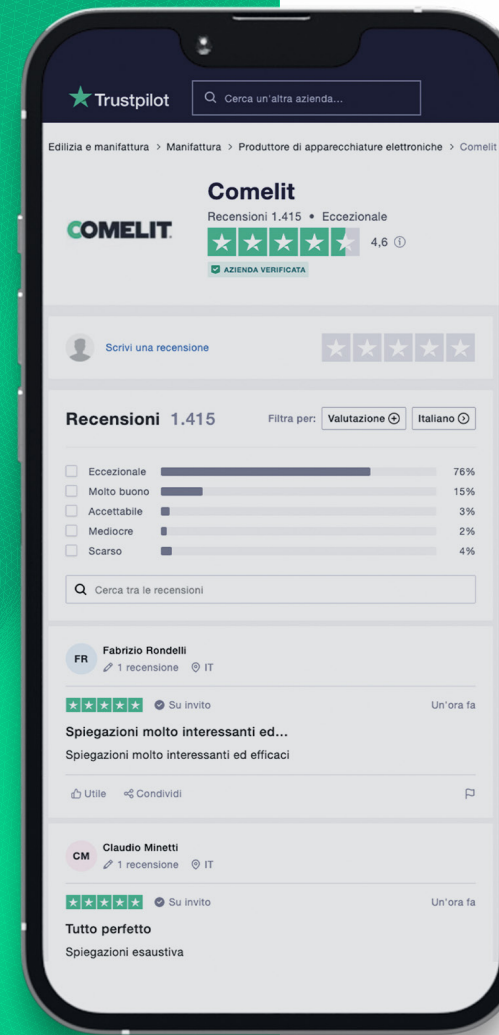 Trustpilot
Cerca un'altra azienda...
Edilizia e manifattura > Manifattura > Produttore di apparecchiature elettroniche > Comelit
Comelit
COMELIT
Recensioni 1.415 • Eccezionale
4,6
AZIENDA VERIFICATA
Scrivi una recensione
Recensioni 1.415 Filtra per: Valutazione Italiano
Eccezionale 76%
Molto buono 15%
Accettabile 3%
Mediocre 2%
Scarso 4%
Cerca tra le recensioni
FR
Fabrizio Rondelli
1 recensione IT
Su invito Un'ora fa
Spiegazioni molto interessanti ed...
Spiegazioni molto interessanti ed efficaci
Utile Condividi
CM
Claudio Minetti
1 recensione IT
Su invito Un'ora fa
Tutto perfetto
Spiegazioni esaustiva